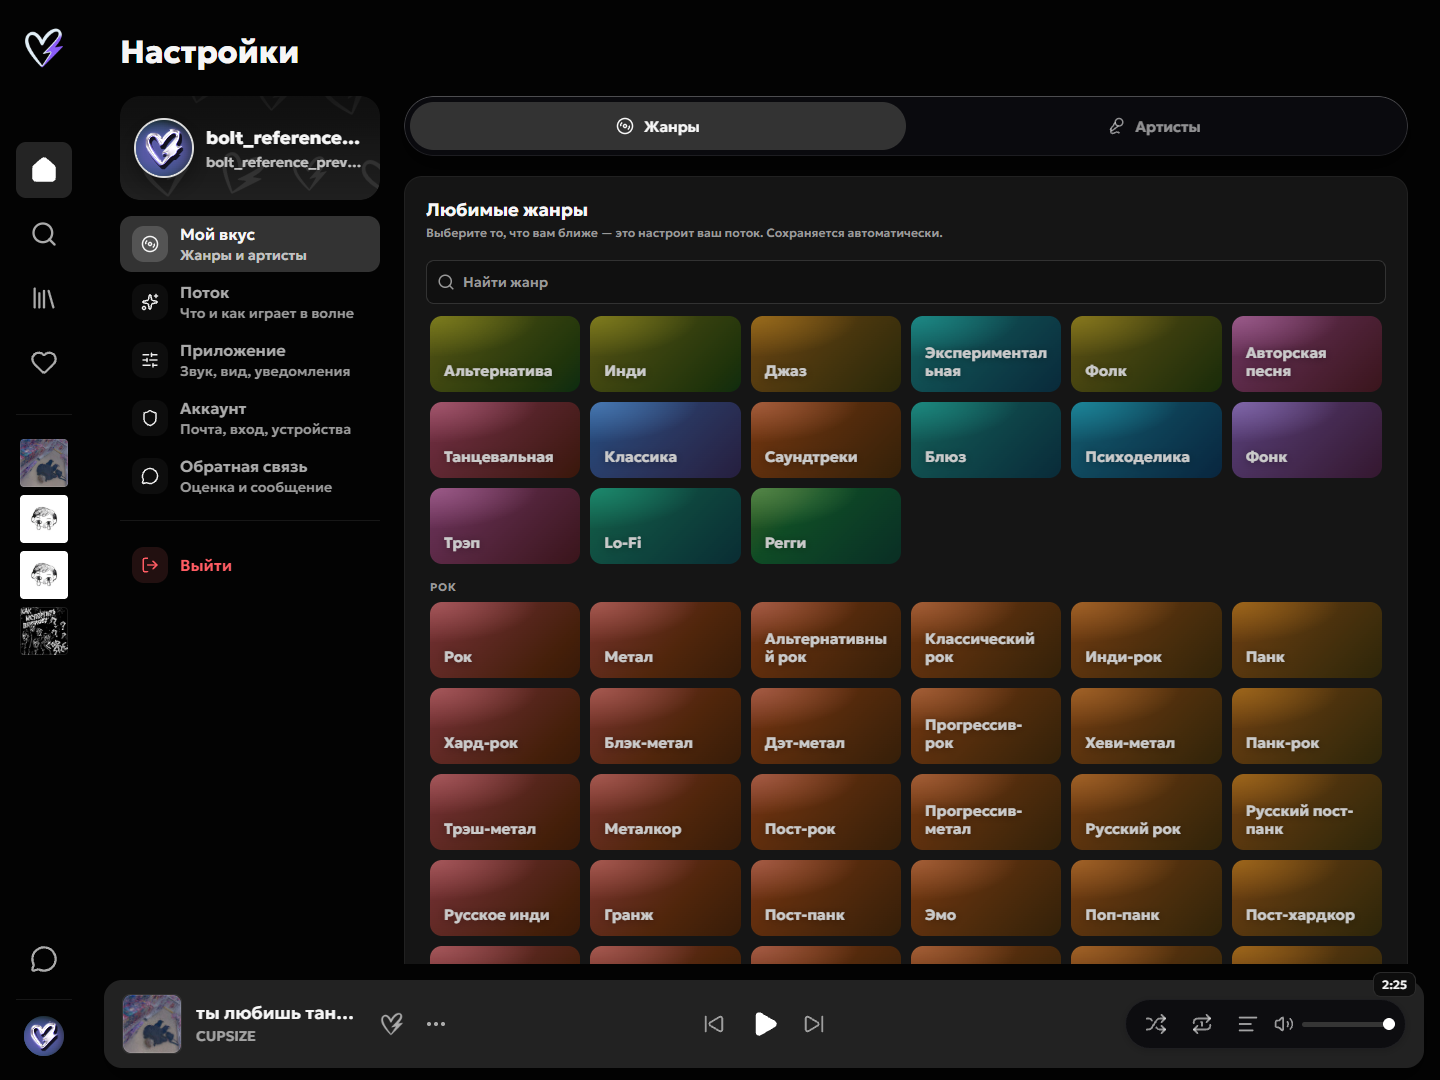 Настройки
bolt_reference...
bolt_reference_prev...
Мой вкус
Жанры и артисты
Поток
Что и как играет в волне
Приложение
Звук, вид, уведомления
Аккаунт
Почта, вход, устройства
Обратная связь
Оценка и сообщение
Выйти
Жанры
Артисты
Любимые жанры
Выберите то, что вам ближе — это настроит ваш поток. Сохраняется автоматически.
Найти жанр
Альтернатива
Инди
Джаз
Экспериментал
ьная
Фолк
Авторская
песня
Танцевальная
Классика
Саундтреки
Блюз
Психоделика
Фонк
Трэп
Lo-Fi
Регги
РОК
Рок
Метал
Альтернативны
й рок
Классический
рок
Инди-рок
Панк
Хард-рок
Блэк-метал
Дэт-метал
Прогрессив-
рок
Хеви-метал
Панк-рок
Трэш-метал
Металкор
Пост-рок
Прогрессив-
метал
Русский рок
Русский пост-
панк
Русское инди
Гранж
Пост-панк
Эмо
Поп-панк
Пост-хардкор
ты любишь тан...
CUPSIZE
2:25